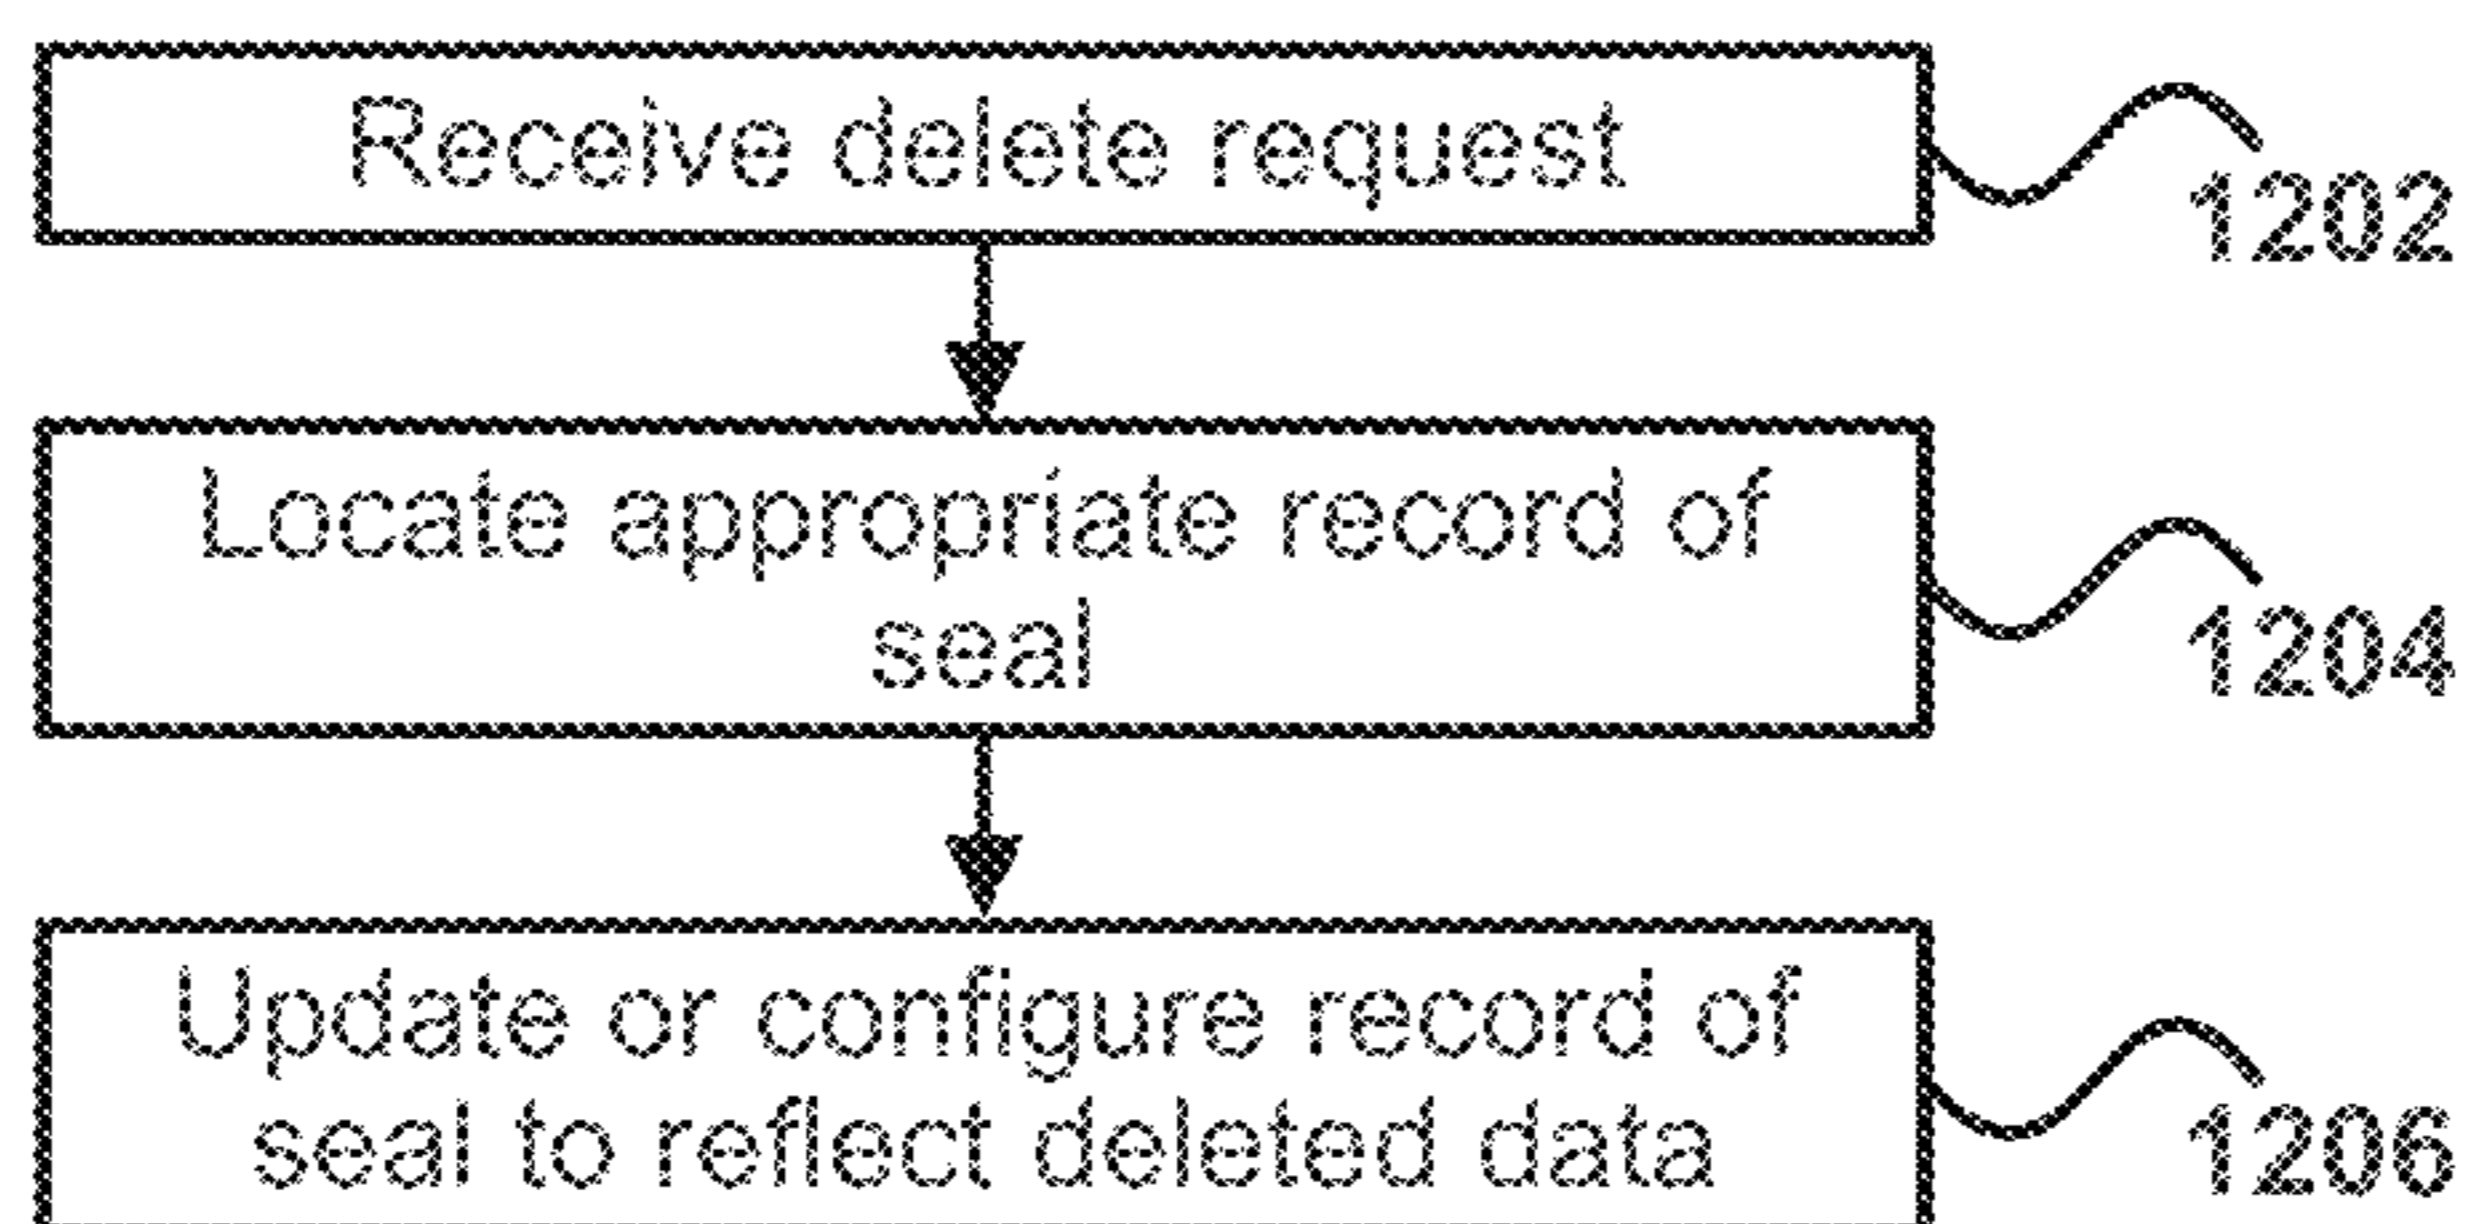 Receive delete request
1202
Locate appropriate record of
seal
1204
Update or configure record of
seal to reflect deleted data
1206